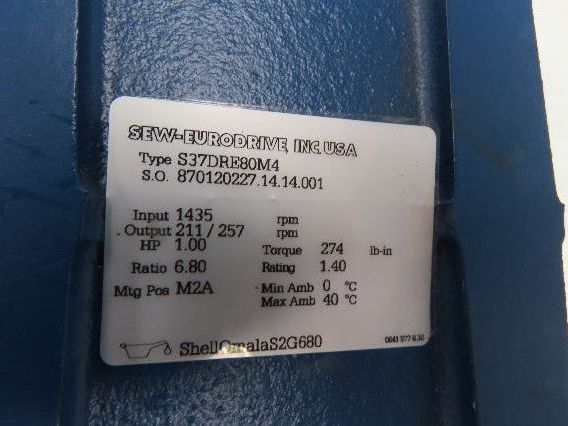 SEW-EURODRIVE, INC. USA
Type S37DRE80M4
S.O. 870120227.14.14.001
Input 1435 rpm
Output 211 / 257 rpm
HP 1.00 Torque 274 lb-in
Ratio 6.80 Rating 1.40
Mtg Pos M2A Min Amb 0 °C
Max Amb 40 °C
ShellOmalaS2G680